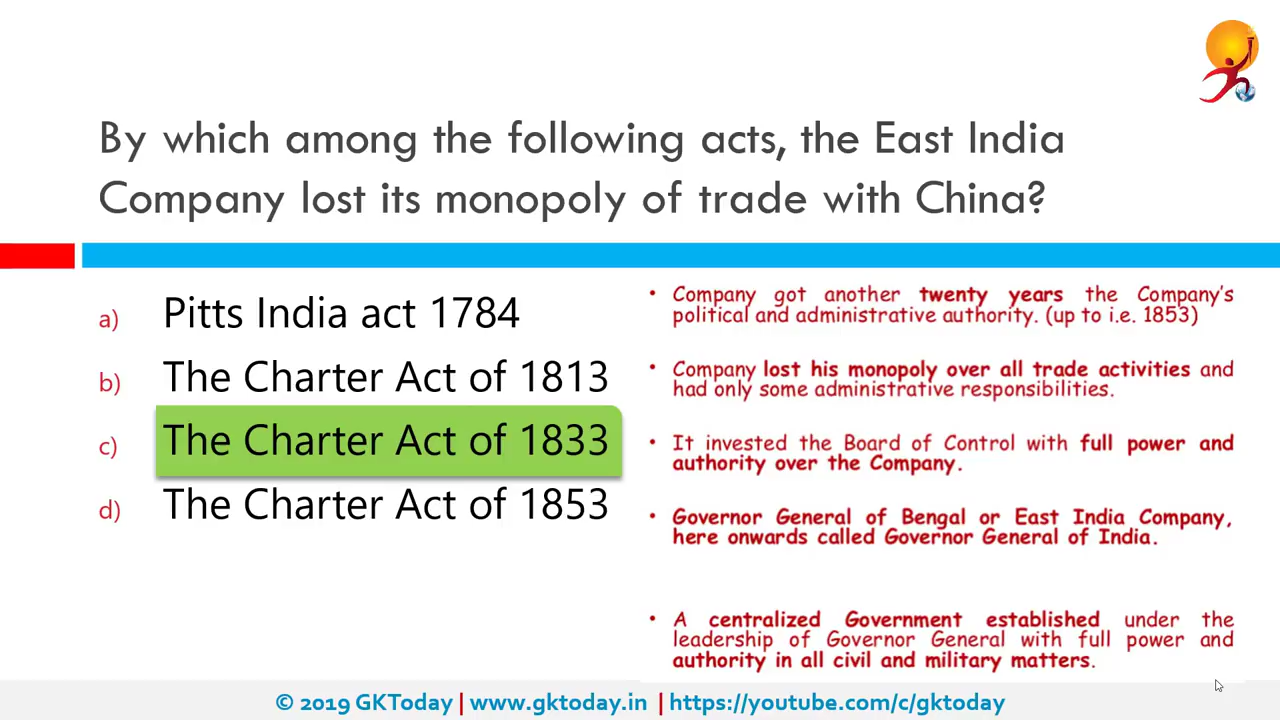 By which among the following acts, the East India
Company lost its monopoly of trade with China?
a) Pitts India act 1784
b) The Charter Act of 1813
c) The Charter Act of 1833
d) The Charter Act of 1853
• Company got another twenty years the Company's
political and administrative authority. (up to i.e. 1853)
• Company lost his monopoly over all trade activities and
had only some administrative responsibilities.
• It invested the Board of Control with full power and
authority over the Company.
• Governor General of Bengal or East India Company,
here onwards called Governor General of India.
• A centralized Government established under the
leadership of Governor General with full power and
authority in all civil and military matters.
© 2019 GKToday | www.gktoday.in | https://youtube.com/c/gktoday